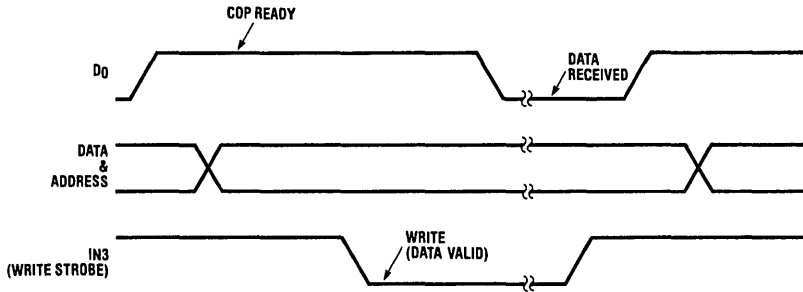 COP READY
D0
DATA
RECEIVED
DATA
&
ADDRESS
IN3
(WRITE STROBE)
WRITE
(DATA VALID)